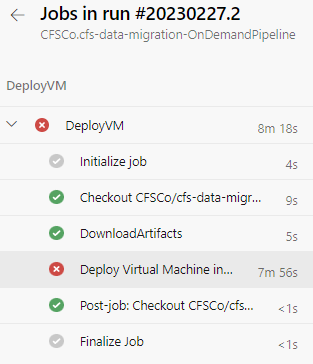 Jobs in run #20230227.2
CFSCo.cfs-data-migration-OnDemandPipeline
DeployVM
DeployVM 8m 18s
Initialize job 4s
Checkout CFSCo/cfs-data-migr... 9s
DownloadArtifacts 5s
Deploy Virtual Machine in... 7m 56s
Post-job: Checkout CFSCo/cfs... <1s
Finalize Job <1s